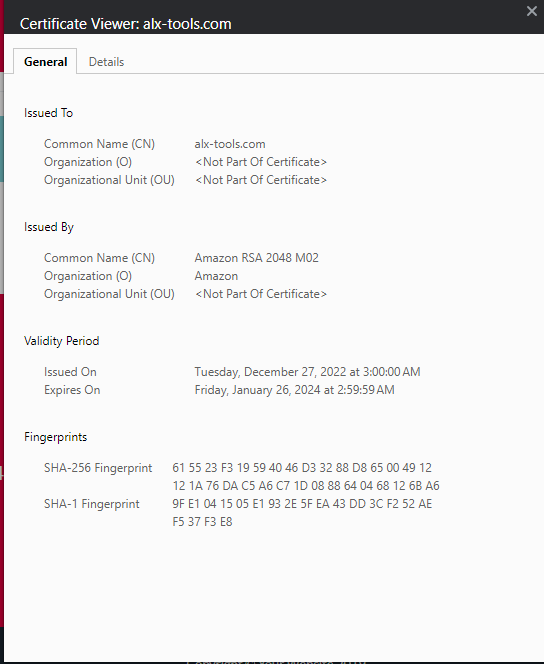 Certificate Viewer: alx-tools.com
General Details
Issued To
Common Name (CN) alx-tools.com
Organization (O) <Not Part Of Certificate>
Organizational Unit (OU) <Not Part Of Certificate>
Issued By
Common Name (CN) Amazon RSA 2048 M02
Organization (O) Amazon
Organizational Unit (OU) <Not Part Of Certificate>
Validity Period
Issued On Tuesday, December 27, 2022 at 3:00:00 AM
Expires On Friday, January 26, 2024 at 2:59:59 AM
Fingerprints
SHA-256 Fingerprint 61 55 23 F3 19 59 40 46 D3 32 88 D8 65 00 49 12
12 1A 76 DA C5 A6 C7 1D 08 88 64 04 68 12 6B A6
SHA-1 Fingerprint 9F E1 04 15 05 E1 93 2E 5F EA 43 DD 3C F2 52 AE
F5 37 F3 E8